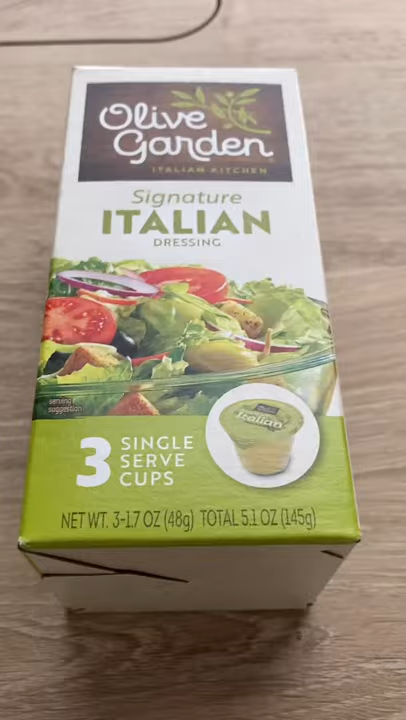 Olive
Garden
ITALIAN KITCHEN
Signature
ITALIAN
DRESSING
serving
suggestion
Italian
3 SINGLE
SERVE
CUPS
NET WT. 3-1.7 OZ (48g) TOTAL 5.1 OZ (145g)